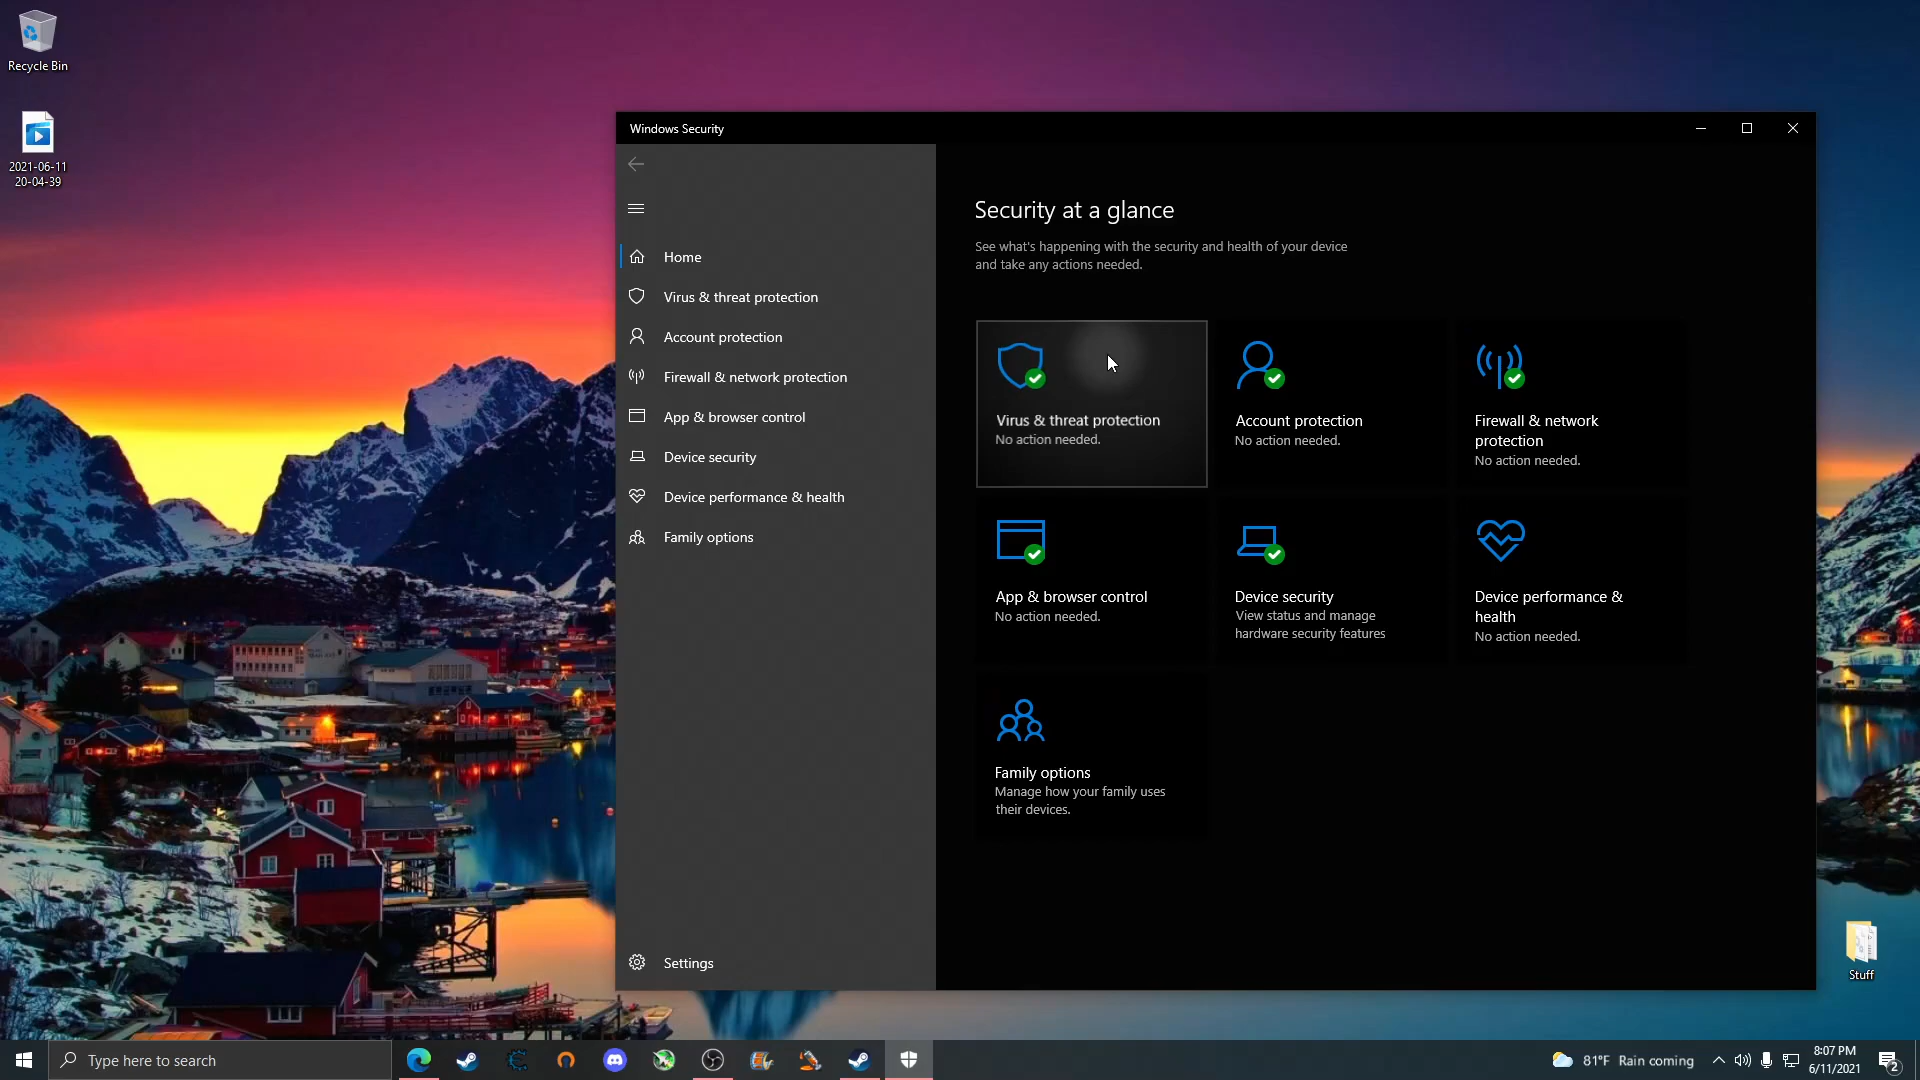 Recycle Bin
2021-06-11
20-04-39
Windows Security
Home
Virus & threat protection
Account protection
Firewall & network protection
App & browser control
Device security
Device performance & health
Family options
Settings
Security at a glance
See what's happening with the security and health of your device
and take any actions needed.
Virus & threat protection
No action needed.
Account protection
No action needed.
Firewall & network
protection
No action needed.
App & browser control
No action needed.
Device security
View status and manage
hardware security features
Device performance &
health
No action needed.
Family options
Manage how your family uses
their devices.
Stuff
Type here to search
81°F Rain coming
8:07 PM
6/11/2021
2